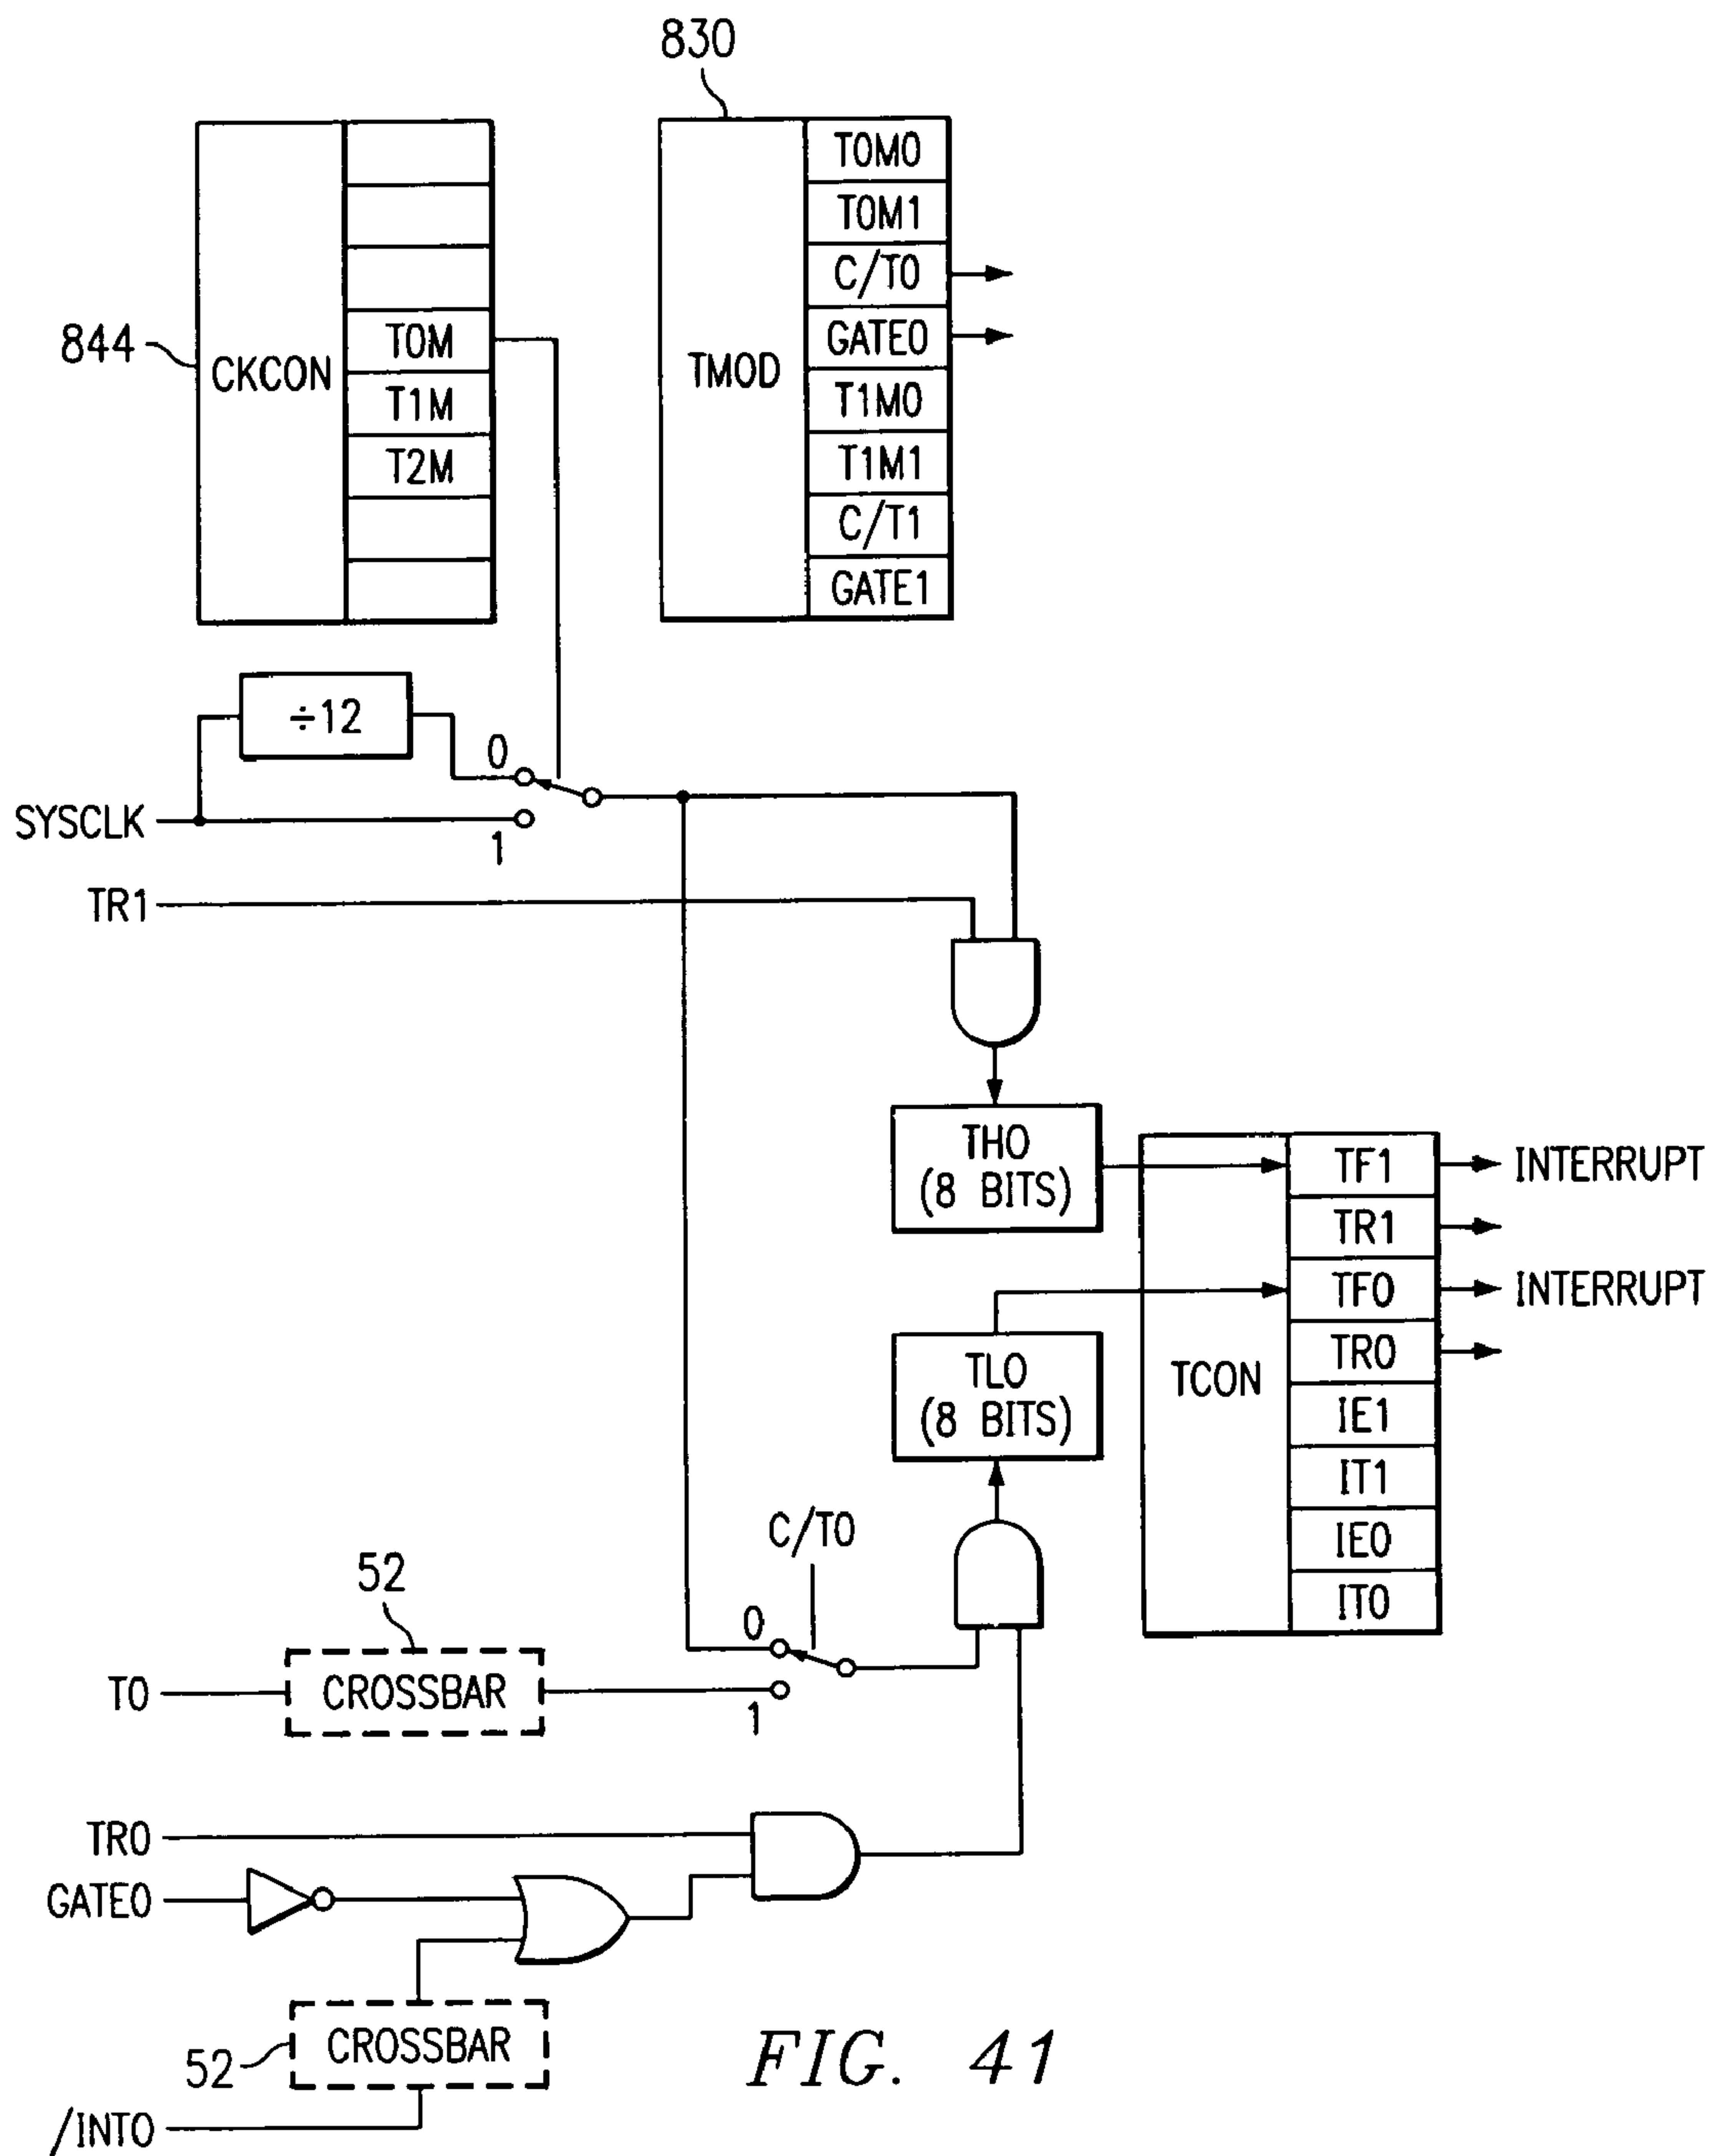 830
T0M0
T0M1
C/T0
GATE0
T1M0
T1M1
C/T1
GATE1
TMOD
844
CKCON
T0M
T1M
T2M
÷12
0
SYSCLK
1
TR1
TH0
(8 BITS)
TF1
INTERRUPT
TR1
TF0
INTERRUPT
TR0
TCON
IE1
IT1
IE0
IT0
TL0
(8 BITS)
C/T0
52
0
T0
CROSSBAR
1
TR0
GATE0
CROSSBAR
52
/INT0
FIG. 41